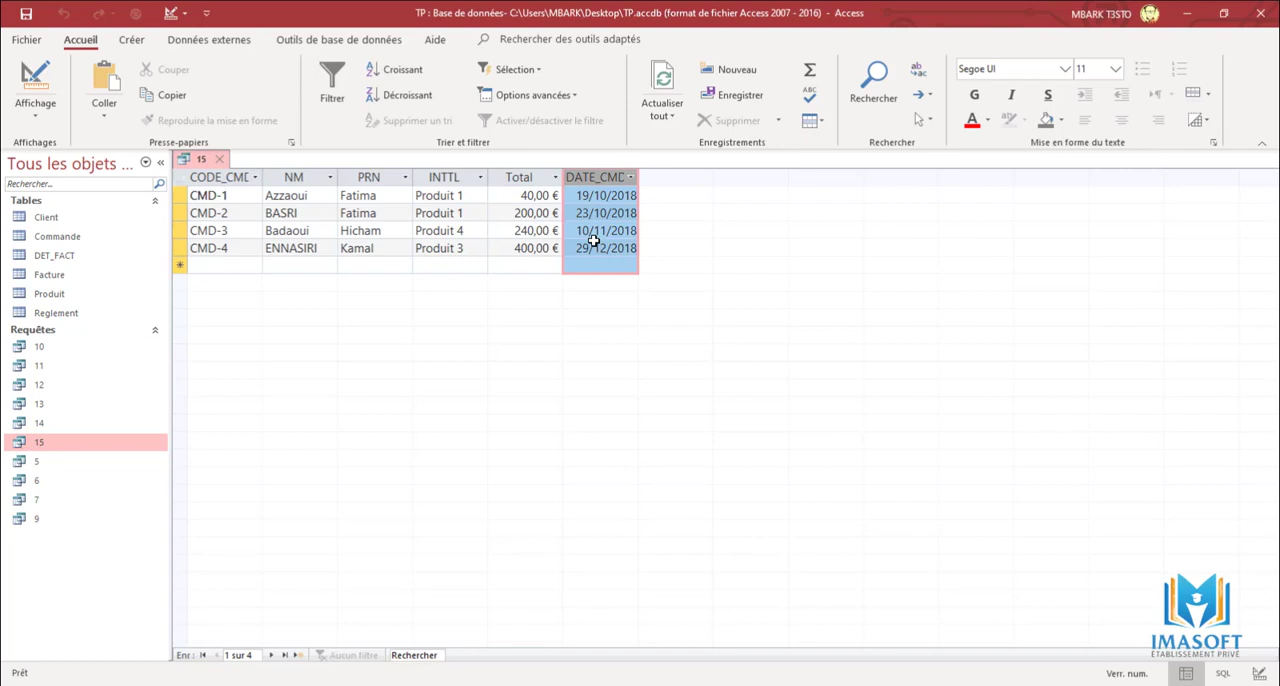 TP : Base de données- C:\Users\MBARK\Desktop\TP.accdb (format de fichier Access 2007 - 2016) — Access
MBARK T3STO
Fichier Accueil Créer Données externes Outils de base de données Aide Rechercher des outils adaptés
Affichage
Affichages
Coller
Couper
Copier
Reproduire la mise en forme
Presse-papiers
Filtrer
Croissant
Décroissant
Supprimer un tri
Sélection
Options avancées
Activer/désactiver le filtre
Trier et filtrer
Actualiser
tout
Nouveau
Enregistrer
Supprimer
Enregistrements
Rechercher
Rechercher
Segoe UI 11
G I S
Mise en forme du texte
Tous les objets ...
Rechercher...
Tables
Client
Commande
DET_FACT
Facture
Produit
Reglement
Requêtes
10
11
12
13
14
15
5
6
7
9
15
CODE_CMD NM PRN INTTL Total DATE_CMD
CMD-1 Azzaoui Fatima Produit 1 40,00 € 19/10/2018
CMD-2 BASRI Fatima Produit 1 200,00 € 23/10/2018
CMD-3 Badaoui Hicham Produit 4 240,00 € 10/11/2018
CMD-4 ENNASIRI Kamal Produit 3 400,00 € 29/12/2018
IMASOFT
ÉTABLISSEMENT PRIVÉ
Enr : 1 sur 4 Aucun filtre Rechercher
Prêt
Verr. num. SQL